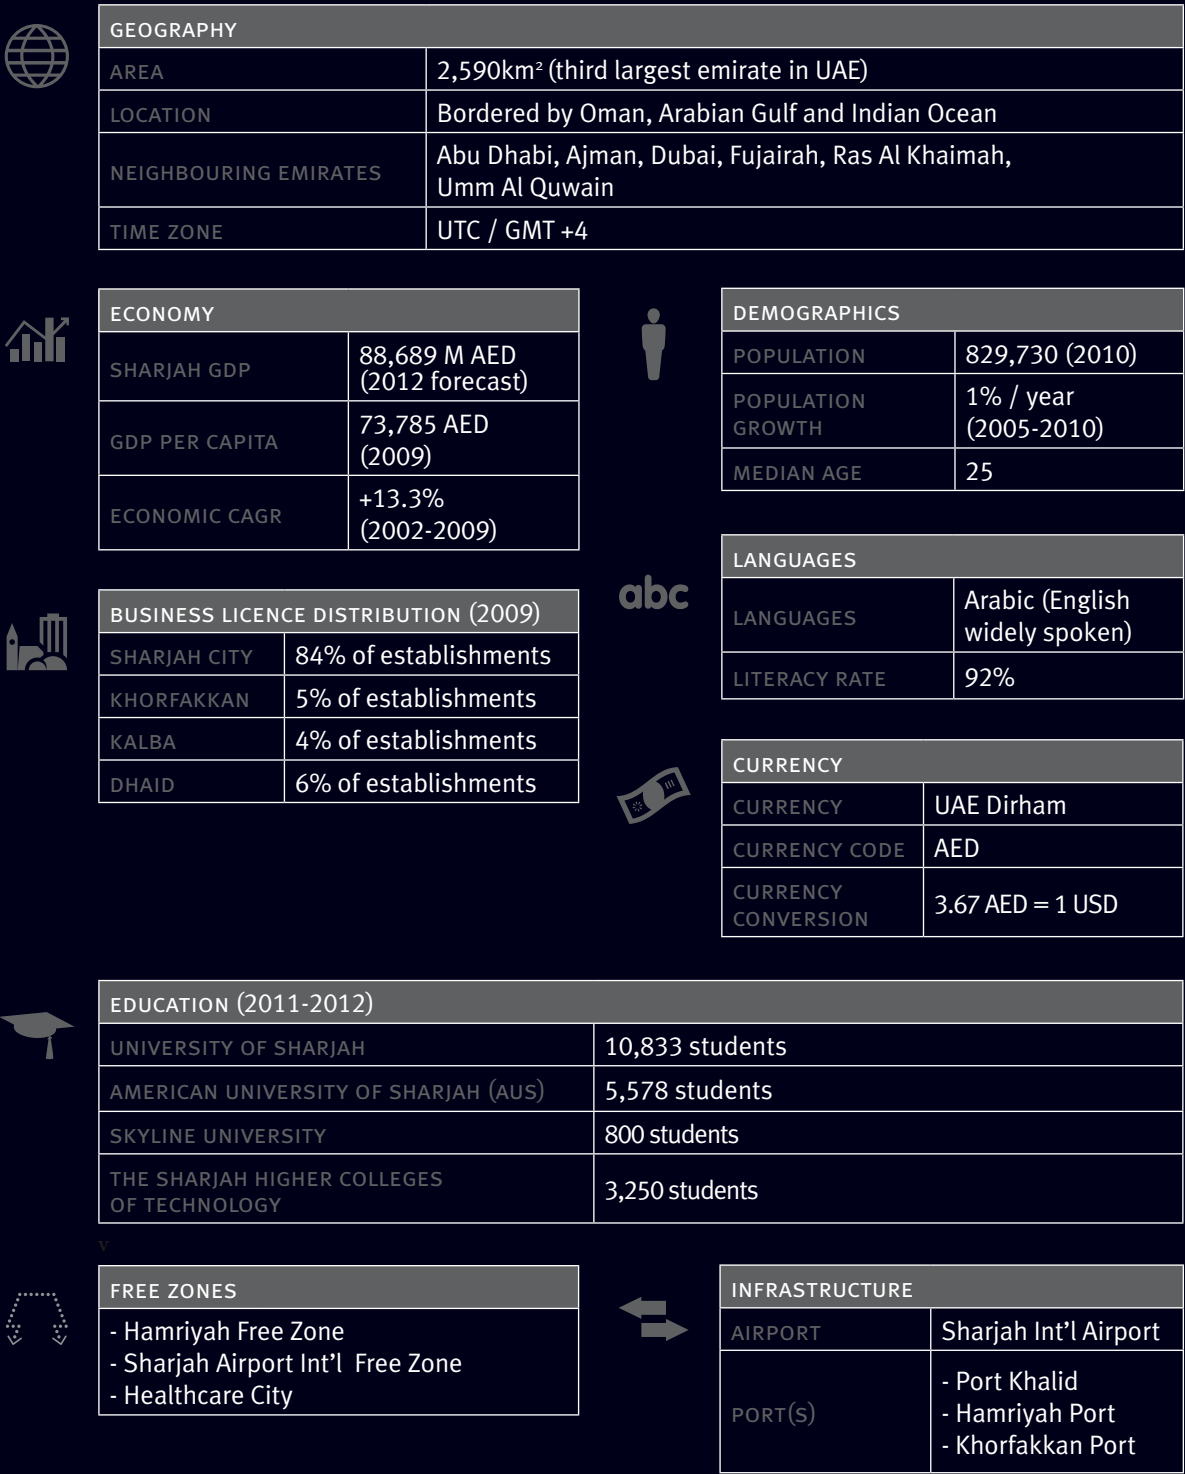 GEOGRAPHY
AREA 2,590km² (third largest emirate in UAE)
LOCATION Bordered by Oman, Arabian Gulf and Indian Ocean
NEIGHBOURING EMIRATES Abu Dhabi, Ajman, Dubai, Fujairah, Ras Al Khaimah,
Umm Al Quwain
TIME ZONE UTC / GMT +4
ECONOMY
SHARJAH GDP 88,689 M AED
(2012 forecast)
GDP PER CAPITA 73,785 AED
(2009)
ECONOMIC CAGR +13.3%
(2002-2009)
BUSINESS LICENCE DISTRIBUTION (2009)
SHARJAH CITY 84% of establishments
KHORFAKKAN 5% of establishments
KALBA 4% of establishments
DHAID 6% of establishments
DEMOGRAPHICS
POPULATION 829,730 (2010)
POPULATION
GROWTH
1% / year
(2005-2010)
MEDIAN AGE 25
abc
LANGUAGES
LANGUAGES Arabic (English
widely spoken)
LITERACY RATE 92%
CURRENCY
CURRENCY UAE Dirham
CURRENCY CODE AED
CURRENCY
CONVERSION
3.67 AED = 1 USD
EDUCATION (2011-2012)
UNIVERSITY OF SHARJAH 10,833 students
AMERICAN UNIVERSITY OF SHARJAH (AUS) 5,578 students
SKYLINE UNIVERSITY 800 students
THE SHARJAH HIGHER COLLEGES
OF TECHNOLOGY
3,250 students
v
FREE ZONES
- Hamriyah Free Zone
- Sharjah Airport Int'l Free Zone
- Healthcare City
INFRASTRUCTURE
AIRPORT Sharjah Int'l Airport
PORT(S)
- Port Khalid
- Hamriyah Port
- Khorfakkan Port